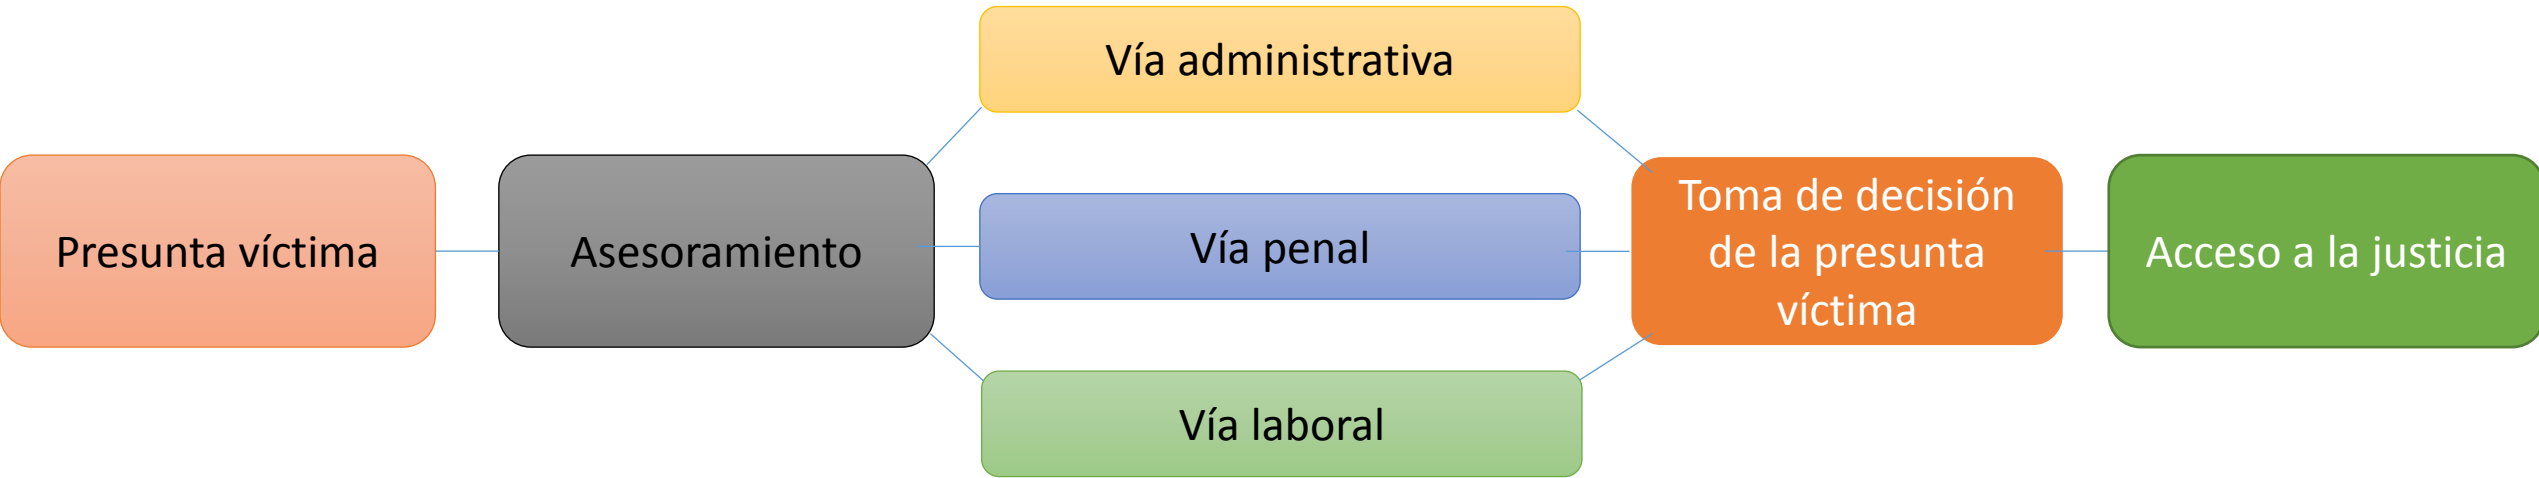 Presunta víctima
Asesoramiento
Vía administrativa
Vía penal
Vía laboral
Toma de decisión
de la presunta
víctima
Acceso a la justicia